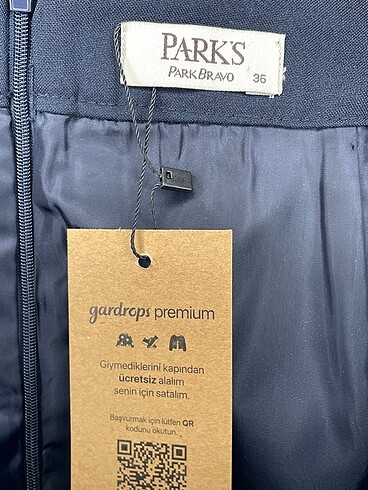 PARK'S
PARKBRAVO
36
gardrops premium
Giymediklerini kapından
ücretsiz alalım
senin için satalım.
Başvurmak için lütfen QR
kodunu okutun.